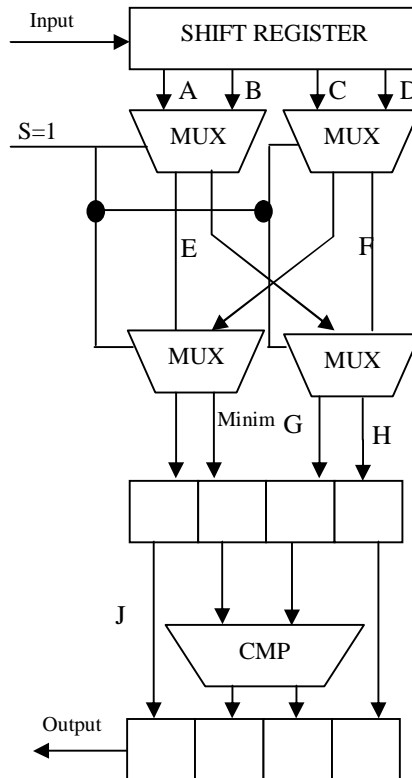 Input
SHIFT REGISTER
A B C D
MUX MUX
S=1
E F
MUX MUX
Minim G H
J
CMP
Output